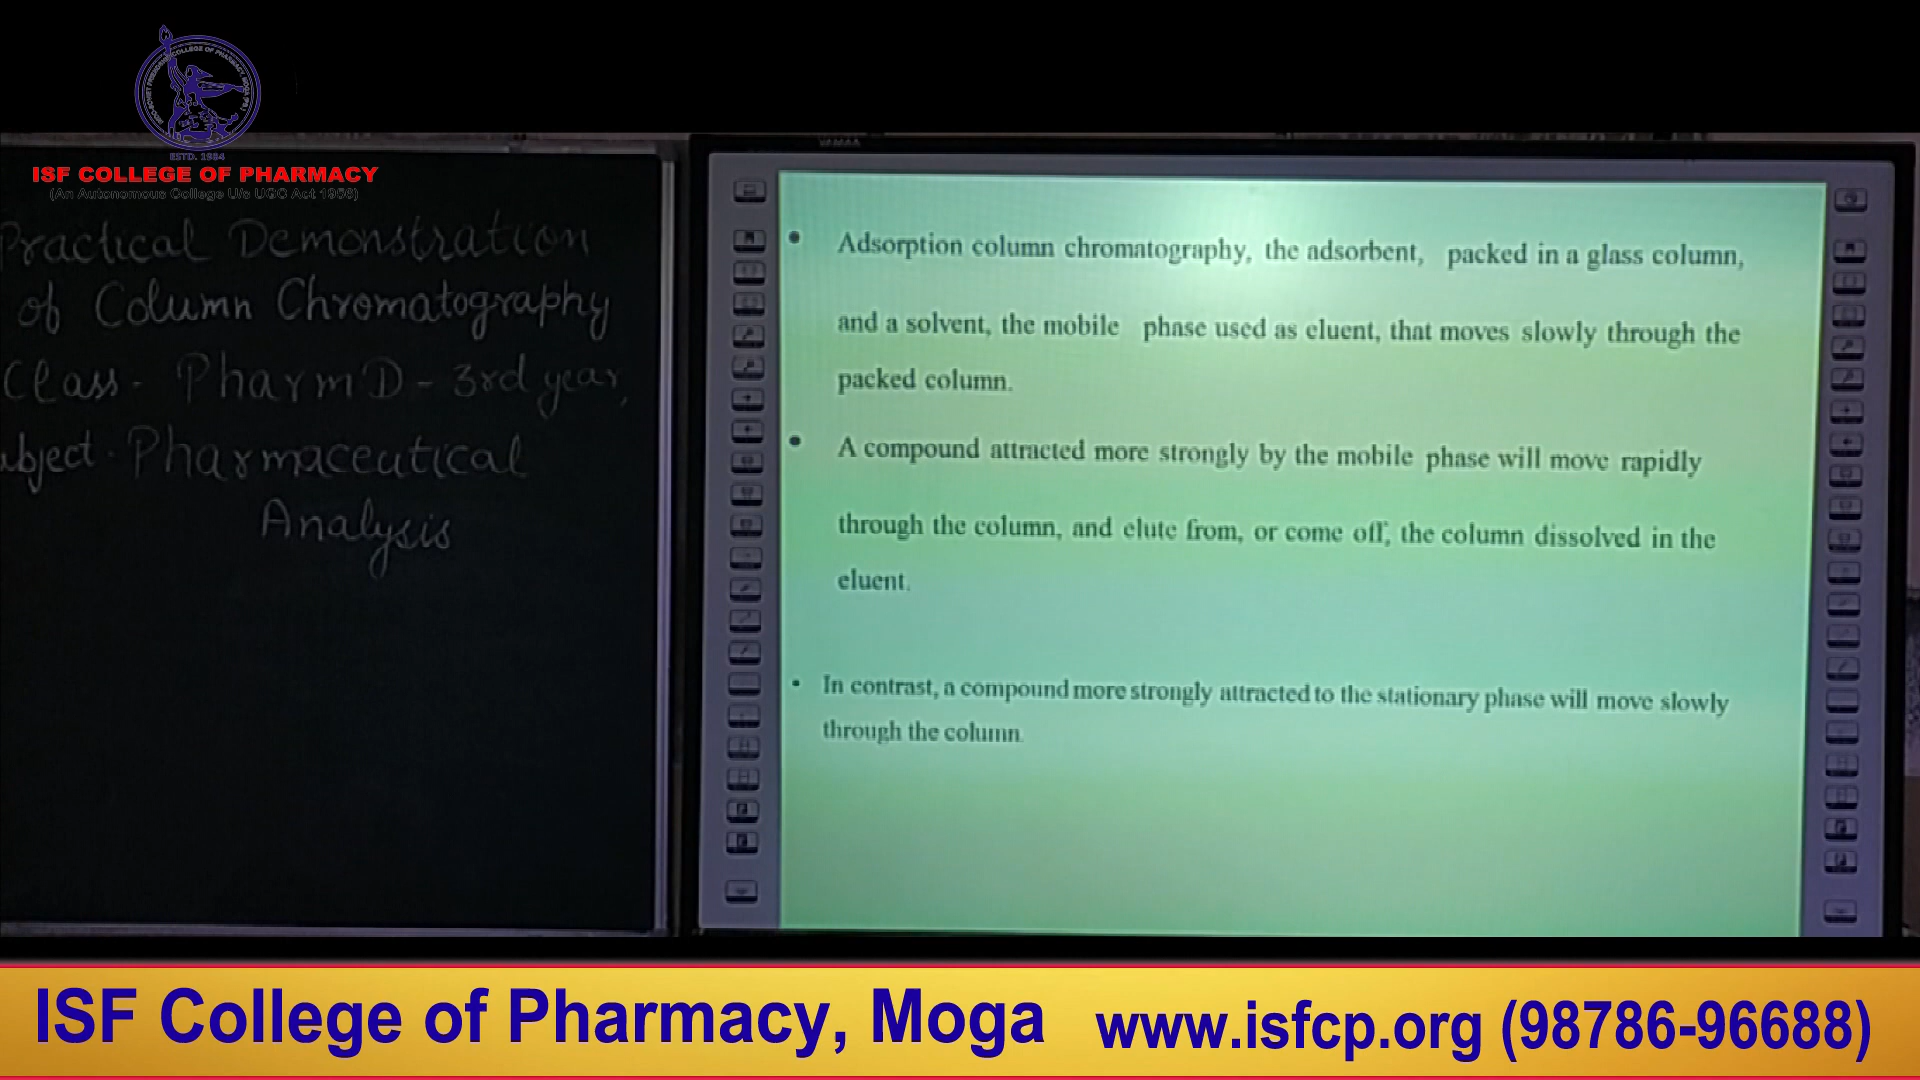 ESTD. 1984
ISF COLLEGE OF PHARMACY
(An Autonomous College U/s UGC Act 1956)
Practical Demonstration
of Column Chromatography
Class - Pharm D - 3rd year,
ubject - Pharmaceutical
Analysis
• Adsorption column chromatography, the adsorbent, packed in a glass column,
and a solvent, the mobile phase used as eluent, that moves slowly through the
packed column.
• A compound attracted more strongly by the mobile phase will move rapidly
through the column, and elute from, or come off, the column dissolved in the
eluent.
• In contrast, a compound more strongly attracted to the stationary phase will move slowly
through the column.
ISF College of Pharmacy, Moga
www.isfcp.org (98786-96688)